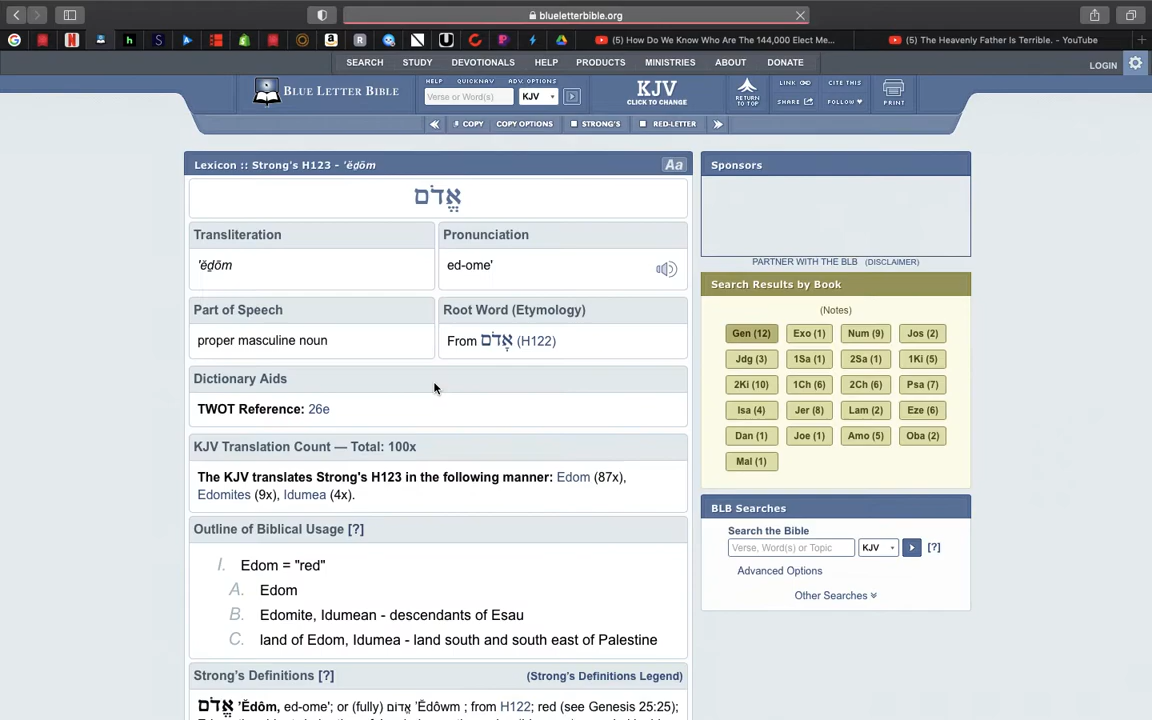 blueletterbible.org
(5) How Do We Know Who Are The 144,000 Elect Me...
(5) The Heavenly Father Is Terrible. - YouTube
SEARCH STUDY DEVOTIONALS HELP PRODUCTS MINISTRIES ABOUT DONATE
LOGIN
BLUE LETTER BIBLE
HELP QUICKNAV ADV. OPTIONS
Verse or Word(s) KJV
KJV
CLICK TO CHANGE
RETURN TO TOP
LINK CITE THIS
SHARE FOLLOW
PRINT
COPY COPY OPTIONS STRONG'S RED-LETTER
Lexicon :: Strong's H123 - 'ĕḏōm
Aa
אֱדֹם
Transliteration
'ĕḏōm
Pronunciation
ed-ome'
Part of Speech
proper masculine noun
Root Word (Etymology)
From אָדֹם (H122)
Dictionary Aids
TWOT Reference: 26e
KJV Translation Count — Total: 100x
The KJV translates Strong's H123 in the following manner: Edom (87x),
Edomites (9x), Idumea (4x).
Outline of Biblical Usage [?]
I. Edom = "red"
A. Edom
B. Edomite, Idumean - descendants of Esau
C. land of Edom, Idumea - land south and south east of Palestine
Strong's Definitions [?] (Strong's Definitions Legend)
אֱדֹם 'Ĕdôm, ed-ome'; or (fully) אֱדוֹם 'Ĕdôwm ; from H122; red (see Genesis 25:25);
Sponsors
PARTNER WITH THE BLB (DISCLAIMER)
Search Results by Book
(Notes)
Gen (12) Exo (1) Num (9) Jos (2)
Jdg (3) 1Sa (1) 2Sa (1) 1Ki (5)
2Ki (10) 1Ch (6) 2Ch (6) Psa (7)
Isa (4) Jer (8) Lam (2) Eze (6)
Dan (1) Joe (1) Amo (5) Oba (2)
Mal (1)
BLB Searches
Search the Bible
Verse, Word(s) or Topic KJV [?]
Advanced Options
Other Searches